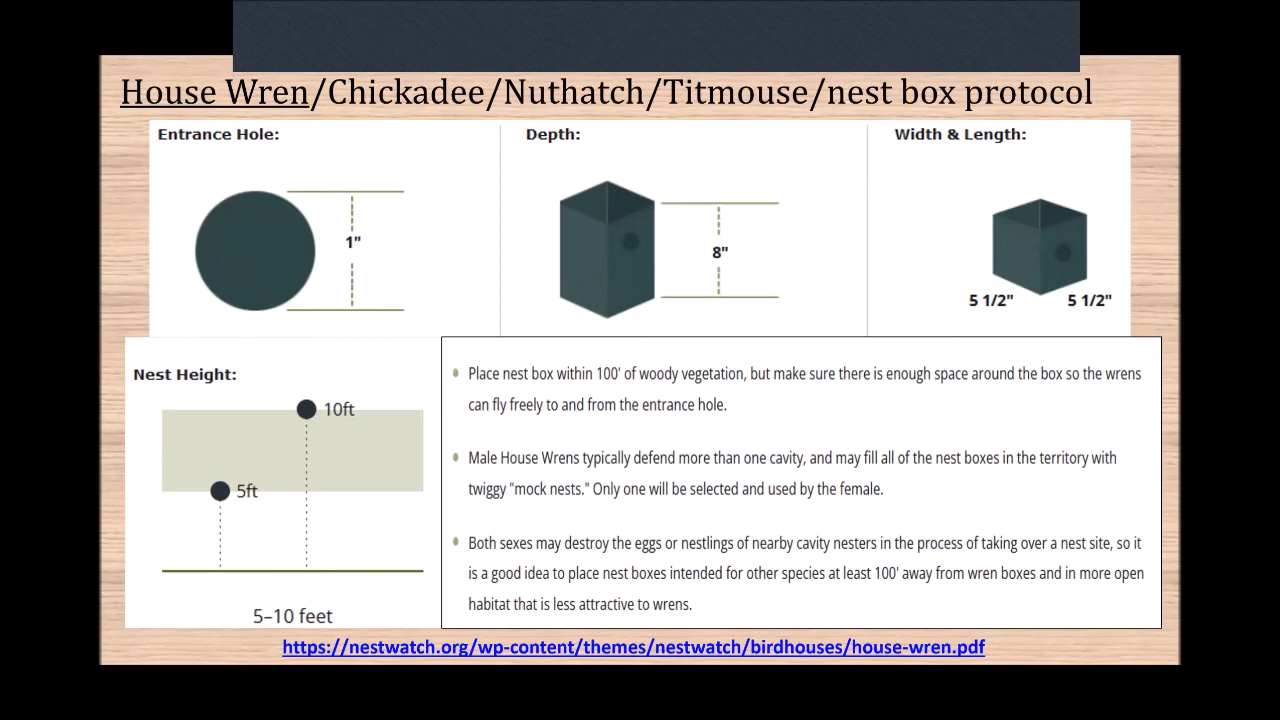 House Wren/Chickadee/Nuthatch/Titmouse/nest box protocol
Entrance Hole:
Depth:
Width & Length:
1"
8"
5 1/2"
5 1/2"
Nest Height:
10ft
5ft
5–10 feet
Place nest box within 100' of woody vegetation, but make sure there is enough space around the box so the wrens
can fly freely to and from the entrance hole.
Male House Wrens typically defend more than one cavity, and may fill all of the nest boxes in the territory with
twiggy "mock nests." Only one will be selected and used by the female.
Both sexes may destroy the eggs or nestlings of nearby cavity nesters in the process of taking over a nest site, so it
is a good idea to place nest boxes intended for other species at least 100' away from wren boxes and in more open
habitat that is less attractive to wrens.
https://nestwatch.org/wp-content/themes/nestwatch/birdhouses/house-wren.pdf